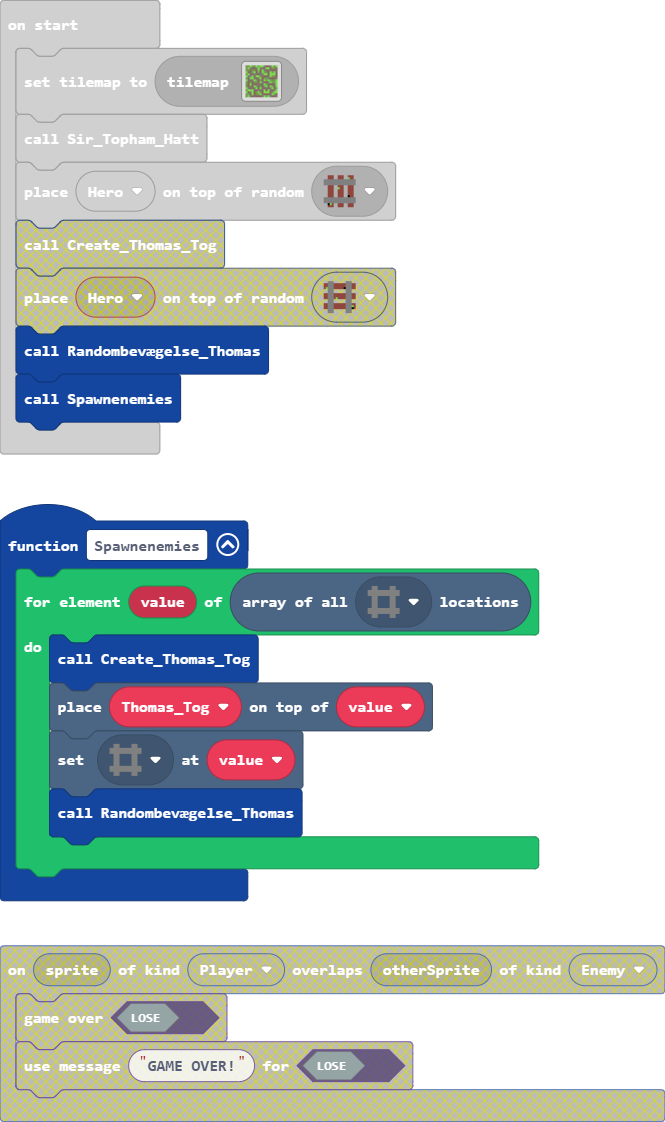 on start
set tilemap to tilemap
call Sir_Topham_Hatt
place Hero on top of random
call Create_Thomas_Tog
place Hero on top of random
call Randombevægelse_Thomas
call Spawnenemies
function Spawnenemies
for element value of array of all locations
do
call Create_Thomas_Tog
place Thomas_Tog on top of value
set at value
call Randombevægelse_Thomas
on sprite of kind Player overlaps otherSprite of kind Enemy
game over LOSE
use message "GAME OVER!" for LOSE